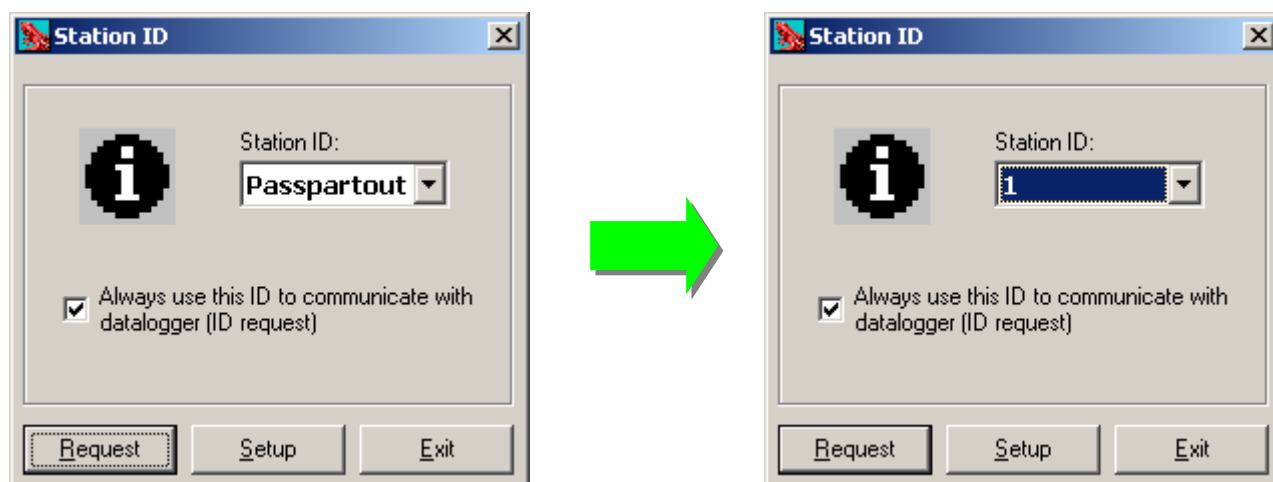 Station ID
Station ID:
Passpartout
Always use this ID to communicate with
datalogger (ID request)
Request
Setup
Exit
Station ID
Station ID:
1
Always use this ID to communicate with
datalogger (ID request)
Request
Setup
Exit